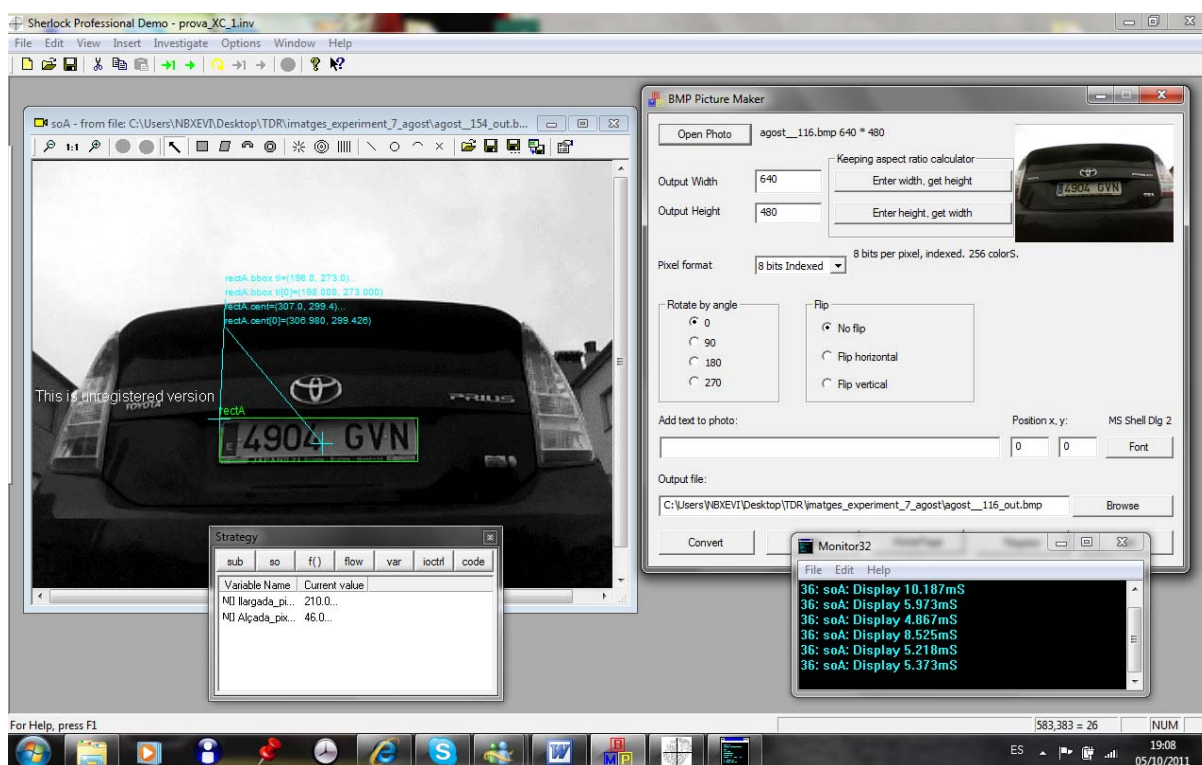 Sherlock Professional Demo - prova_XC_1.inv
File Edit View Insert Investigate Options Window Help
soA - from file: C:\Users\NBXEVI\Desktop\TDR\imatges_experiment_7_agost\agost__154_out.b...
1:1
rectA.bbox tl=(198.0, 273.0)...
rectA.bbox tl[0]=(198.000, 273.000)
rectA.cent=(307.0, 299.4)...
rectA.cent[0]=(306.980, 299.426)
This is unregistered version
TOYOTA
PRIUS
rectA
E 4904 GVN
Strategy
sub so f( ) flow var ioctrl code
Variable Name Current value
N[] llargada_pi... 210.0...
N[] Alçada_pix... 46.0...
BMP Picture Maker
Open Photo agost__116.bmp 640 * 480
Keeping aspect ratio calculator
Output Width 640 Enter width, get height
Output Height 480 Enter height, get width
4904 GVN
Pixel format 8 bits Indexed 8 bits per pixel, indexed. 256 colorS.
Rotate by angle
0
90
180
270
Flip
No flip
Flip horizontal
Flip vertical
Add text to photo: Position x, y: MS Shell Dlg 2
0 0 Font
Output file:
C:\Users\NBXEVI\Desktop\TDR\imatges_experiment_7_agost\agost__116_out.bmp Browse
Convert
Monitor32
File Edit Help
36: soA: Display 10.187mS
36: soA: Display 5.973mS
36: soA: Display 4.867mS
36: soA: Display 8.525mS
36: soA: Display 5.218mS
36: soA: Display 5.373mS
For Help, press F1
583,383 = 26 NUM
BMP
ES
19:08
05/10/2011